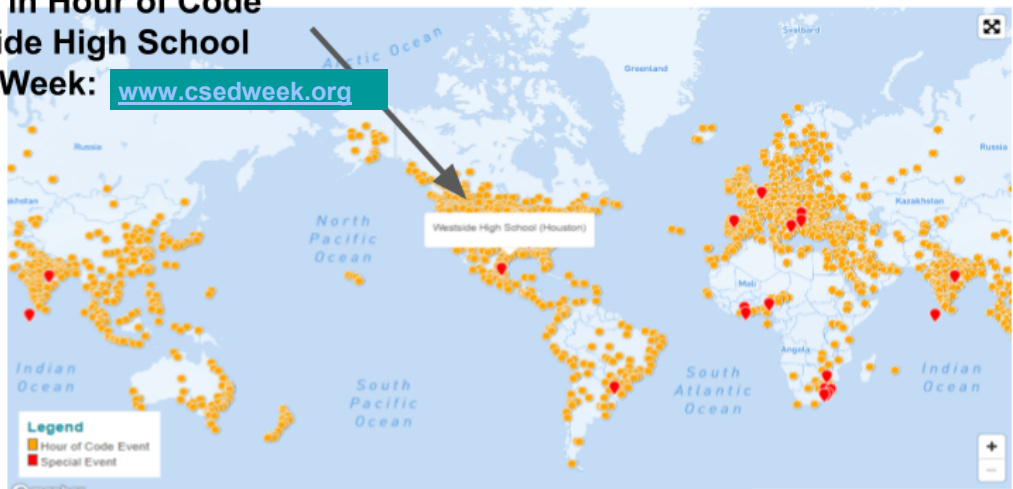 in Hour of Code
ide High School
Week: www.csedweek.org
Arctic Ocean
Svalbard
Greenland
Russia
Russia
Kazakhstan
North
Pacific
Ocean
Westside High School (Houston)
Mali
Angola
Indian
Ocean
South
Pacific
Ocean
South
Atlantic
Ocean
Indian
Ocean
Legend
Hour of Code Event
Special Event
+
−